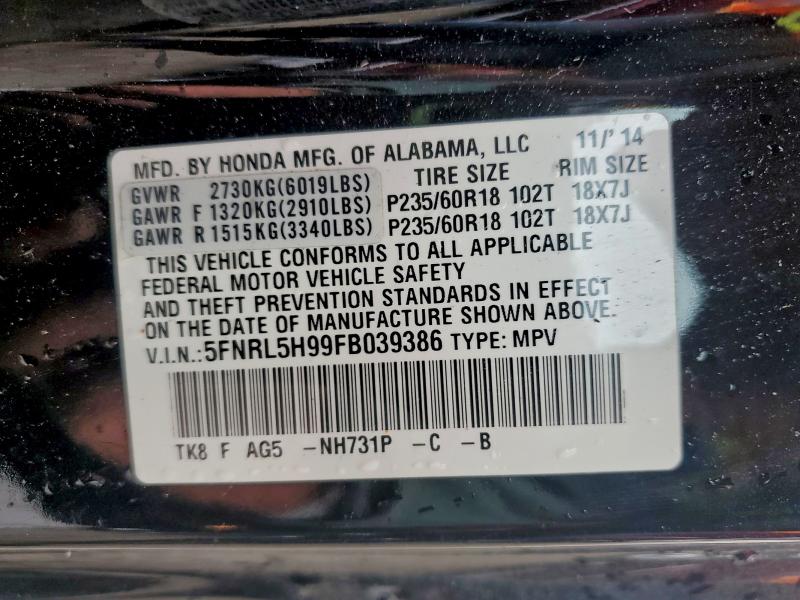 MFD. BY HONDA MFG. OF ALABAMA, LLC 11/'14
TIRE SIZE RIM SIZE
GVWR 2730KG(6019LBS)
GAWR F 1320KG(2910LBS) P235/60R18 102T 18X7J
GAWR R 1515KG(3340LBS) P235/60R18 102T 18X7J
THIS VEHICLE CONFORMS TO ALL APPLICABLE
FEDERAL MOTOR VEHICLE SAFETY
AND THEFT PREVENTION STANDARDS IN EFFECT
ON THE DATE OF MANUFACTURE SHOWN ABOVE.
V.I.N.:5FNRL5H99FB039386 TYPE: MPV
TK8 F AG5 -NH731P -C -B